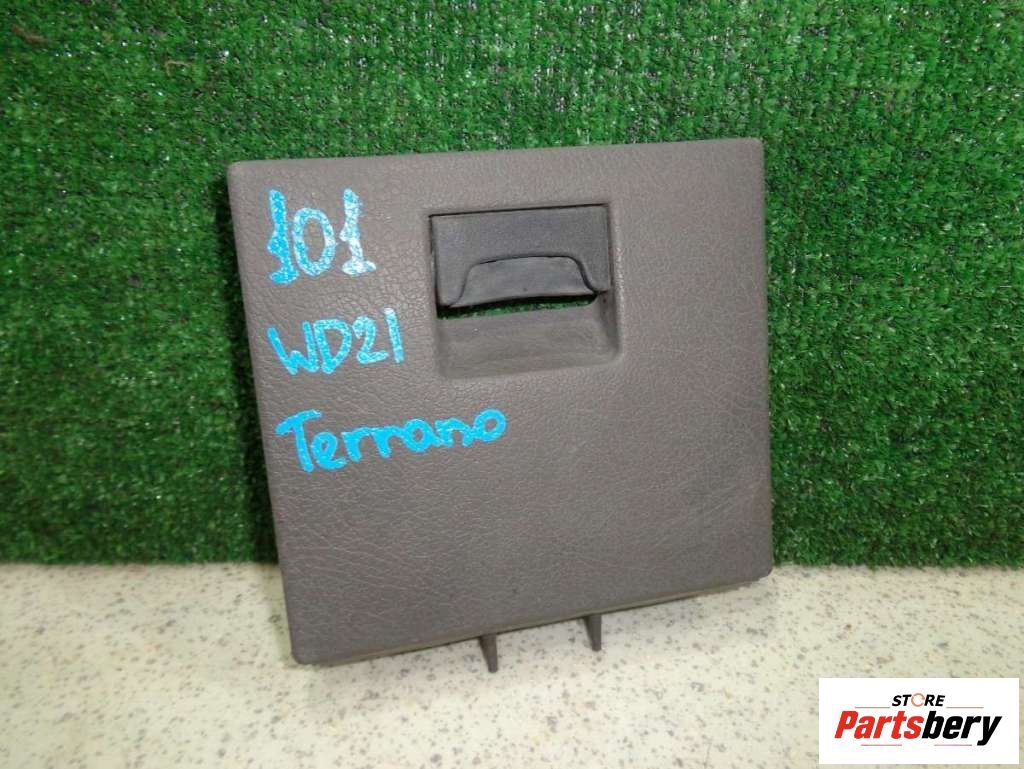 101
WD21
Terrano
STORE
Partsbery